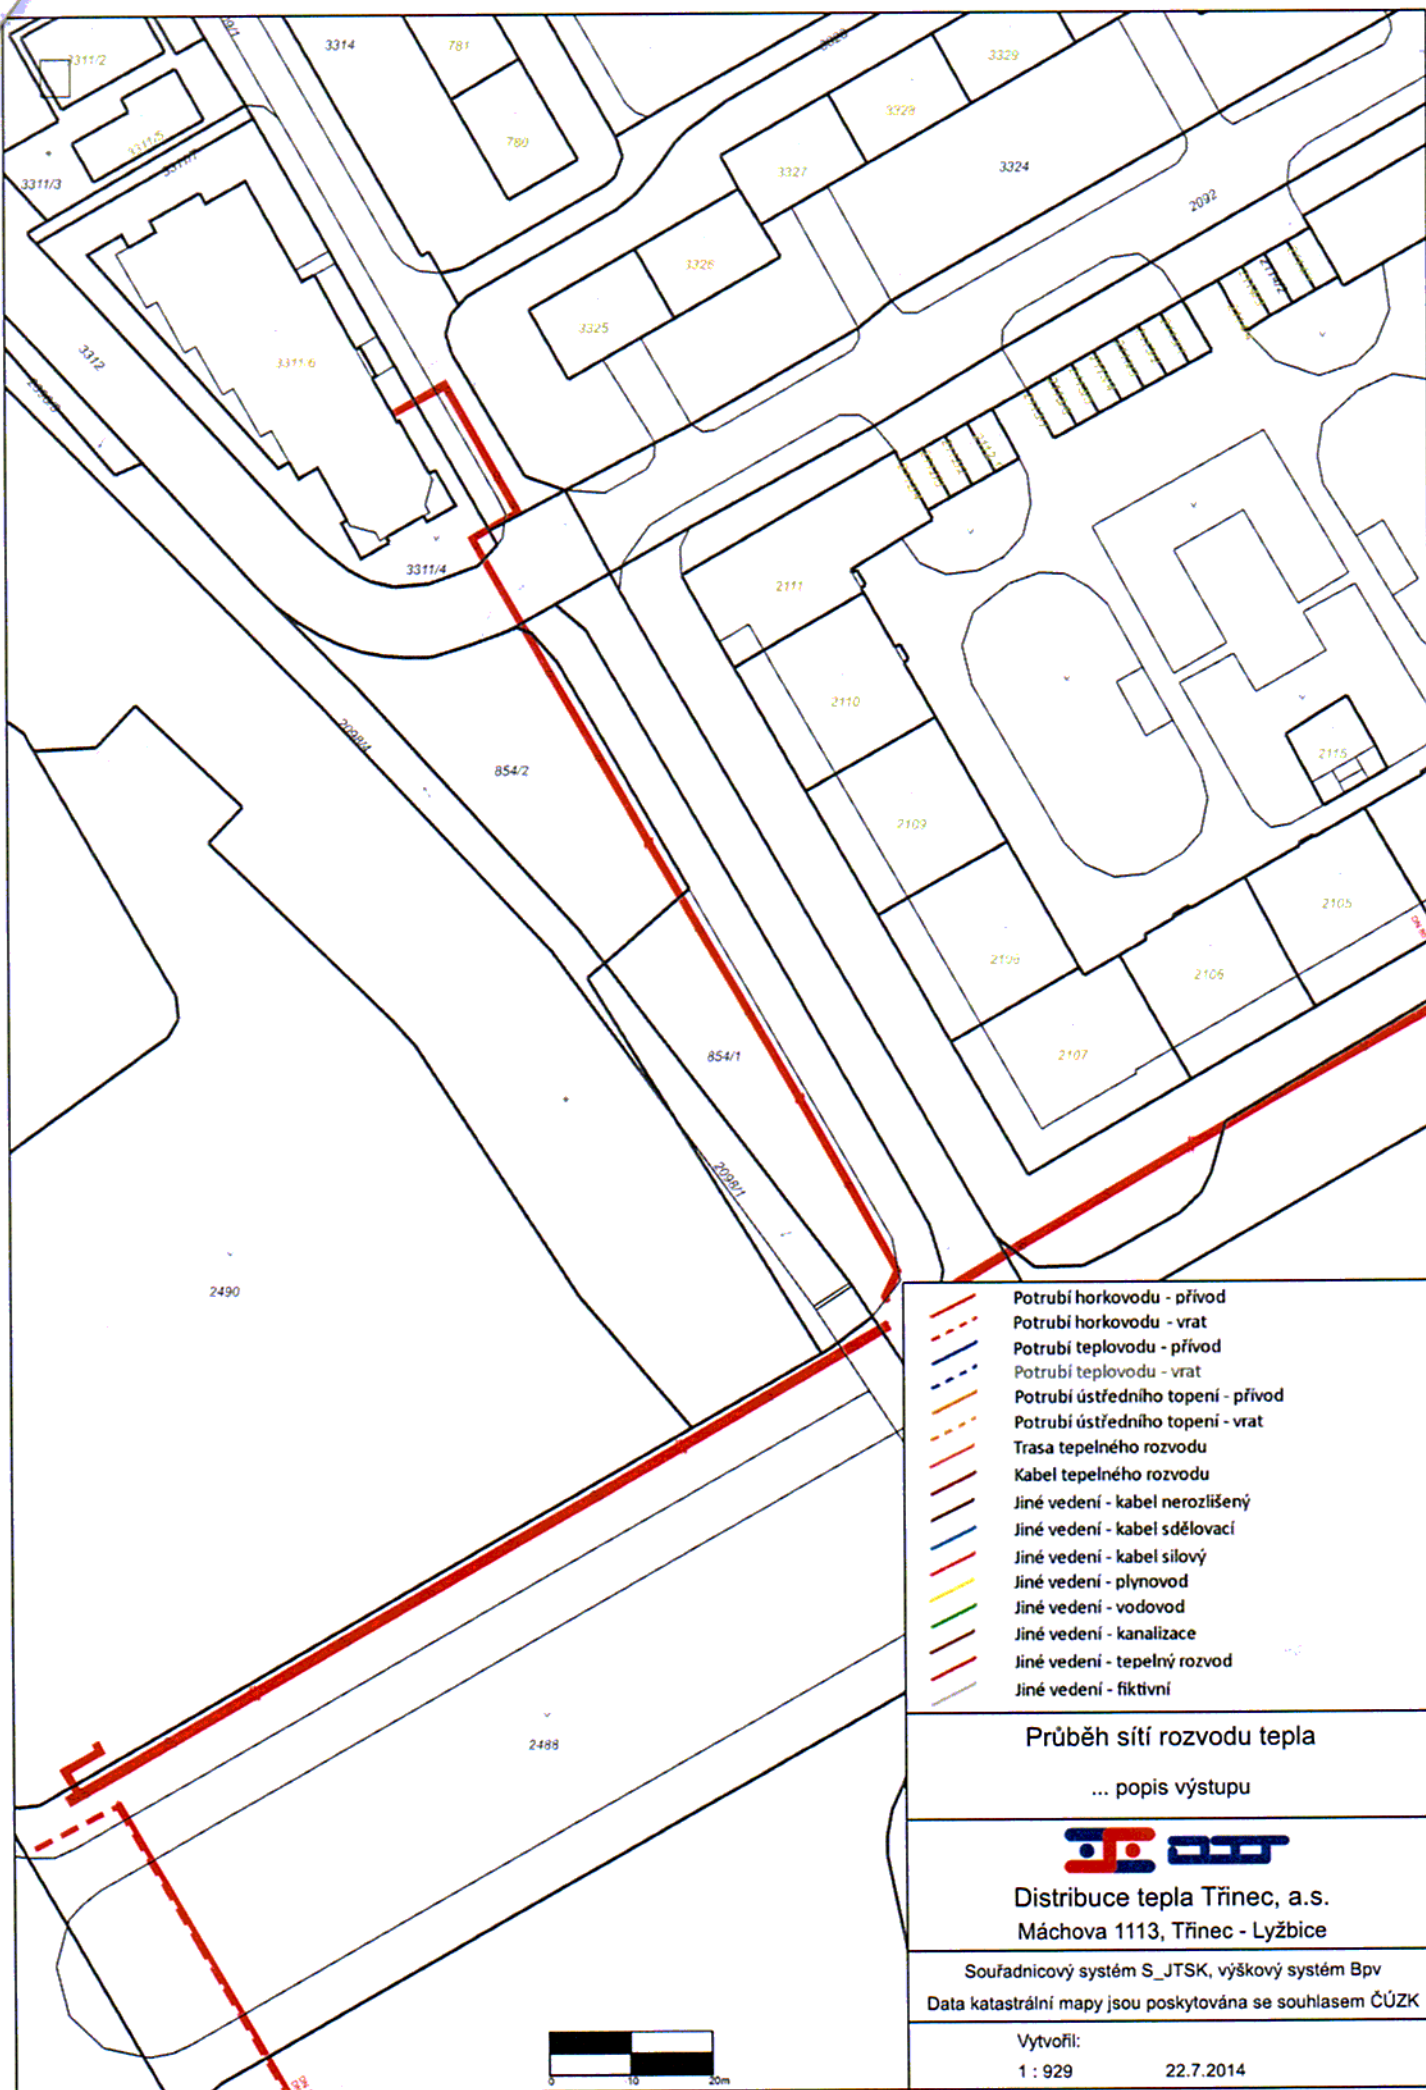 3314
781
3323
3329
3311/2
3328
780
3311/5
3311/7
3327
3324
3311/3
2092
3326
3325
3312
3311/6
2114/2
3311/4
2111
2110
2098/4
854/2
2115
2109
2105
2106
854/1
2107
2098/1
2490
2488
Potrubí horkovodu - přívod
Potrubí horkovodu - vrat
Potrubí teplovodu - přívod
Potrubí teplovodu - vrat
Potrubí ústředního topení - přívod
Potrubí ústředního topení - vrat
Trasa tepelného rozvodu
Kabel tepelného rozvodu
Jiné vedení - kabel nerozlišený
Jiné vedení - kabel sdělovací
Jiné vedení - kabel silový
Jiné vedení - plynovod
Jiné vedení - vodovod
Jiné vedení - kanalizace
Jiné vedení - tepelný rozvod
Jiné vedení - fiktivní
Průběh sítí rozvodu tepla
... popis výstupu
Distribuce tepla Třinec, a.s.
Máchova 1113, Třinec - Lyžbice
Souřadnicový systém S_JTSK, výškový systém Bpv
Data katastrální mapy jsou poskytována se souhlasem ČÚZK
Vytvořil:
1 : 929 22.7.2014
0 10 20m